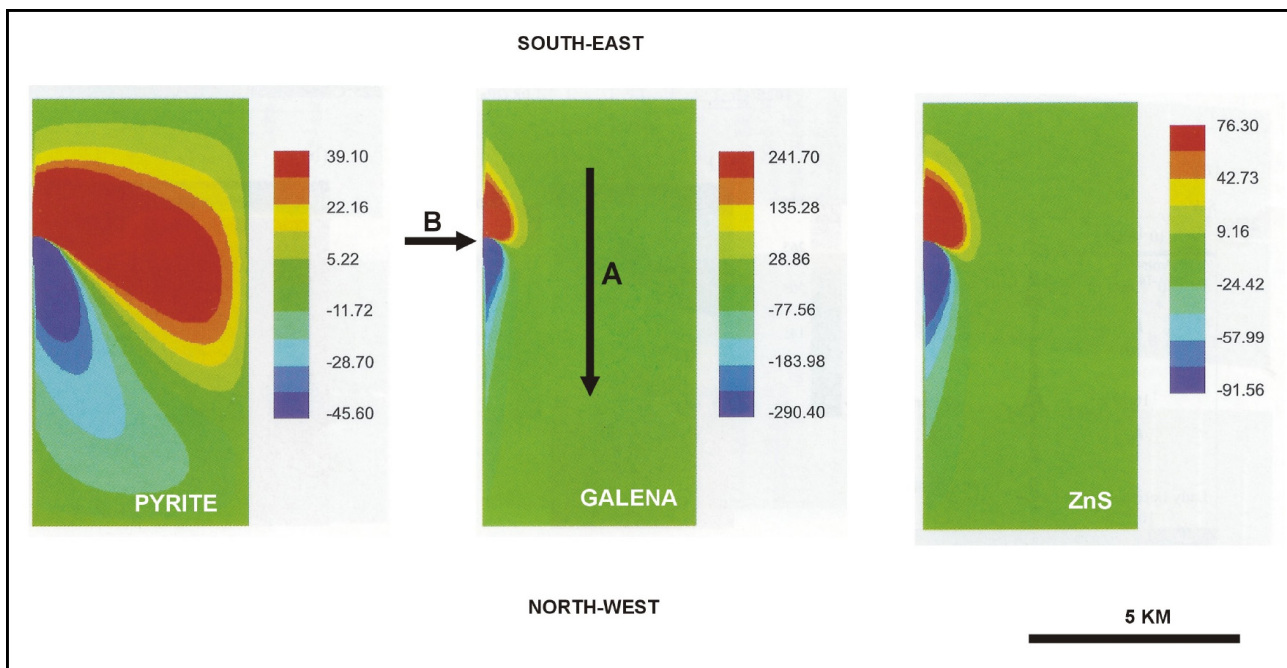 SOUTH-EAST
39.10
22.16
5.22
-11.72
-28.70
-45.60
PYRITE
B
A
241.70
135.28
28.86
-77.56
-183.98
-290.40
GALENA
76.30
42.73
9.16
-24.42
-57.99
-91.56
ZnS
NORTH-WEST
5 KM